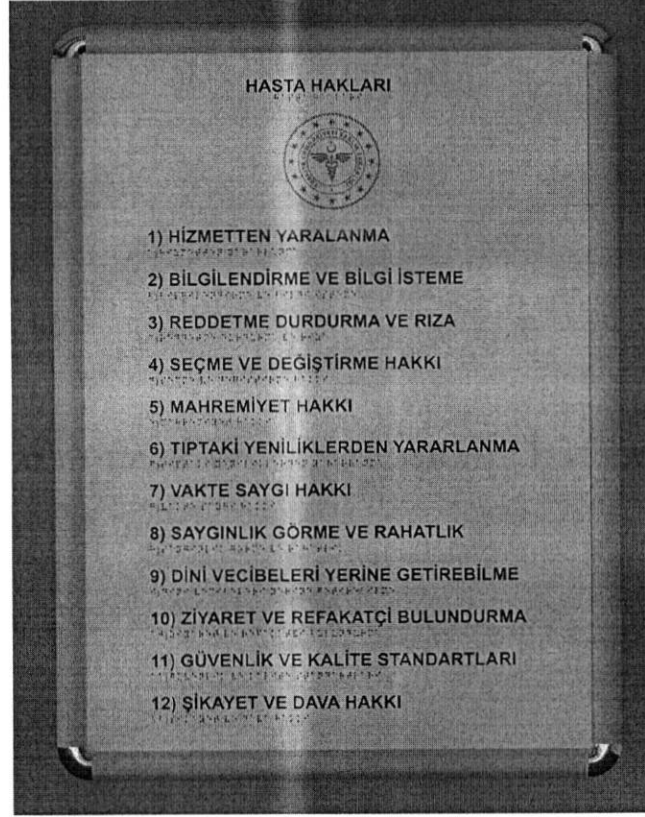 HASTA HAKLARI
1) HİZMETTEN YARALANMA
2) BİLGİLENDİRME VE BİLGİ İSTEME
3) REDDETME DURDURMA VE RIZA
4) SEÇME VE DEĞİŞTİRME HAKKI
5) MAHREMİYET HAKKI
6) TIPTAKİ YENİLİKLERDEN YARARLANMA
7) VAKTE SAYGI HAKKI
8) SAYGINLIK GÖRME VE RAHATLIK
9) DİNİ VECİBELERİ YERİNE GETİREBİLME
10) ZİYARET VE REFAKATÇİ BULUNDURMA
11) GÜVENLİK VE KALİTE STANDARTLARI
12) ŞİKAYET VE DAVA HAKKI